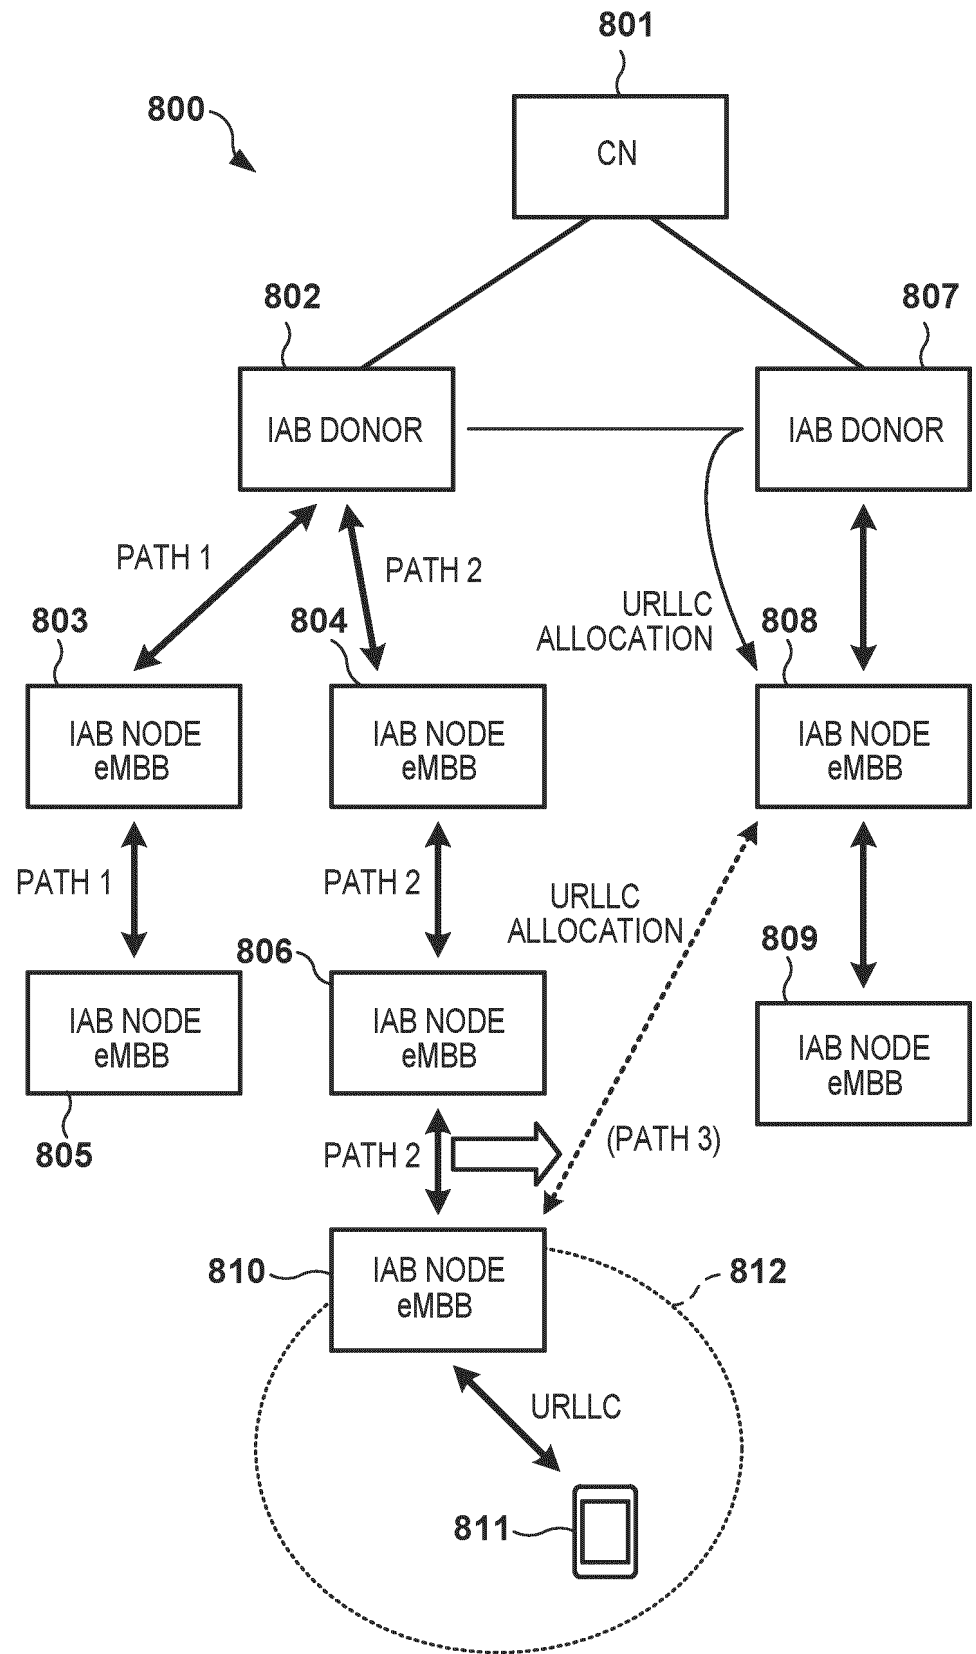 801
800
CN
802
807
IAB DONOR
IAB DONOR
PATH 1
PATH 2
URLLC
ALLOCATION
803
804
808
IAB NODE
eMBB
IAB NODE
eMBB
IAB NODE
eMBB
PATH 1
PATH 2
URLLC
ALLOCATION
806
809
IAB NODE
eMBB
IAB NODE
eMBB
IAB NODE
eMBB
805
PATH 2
(PATH 3)
810
IAB NODE
eMBB
812
URLLC
811